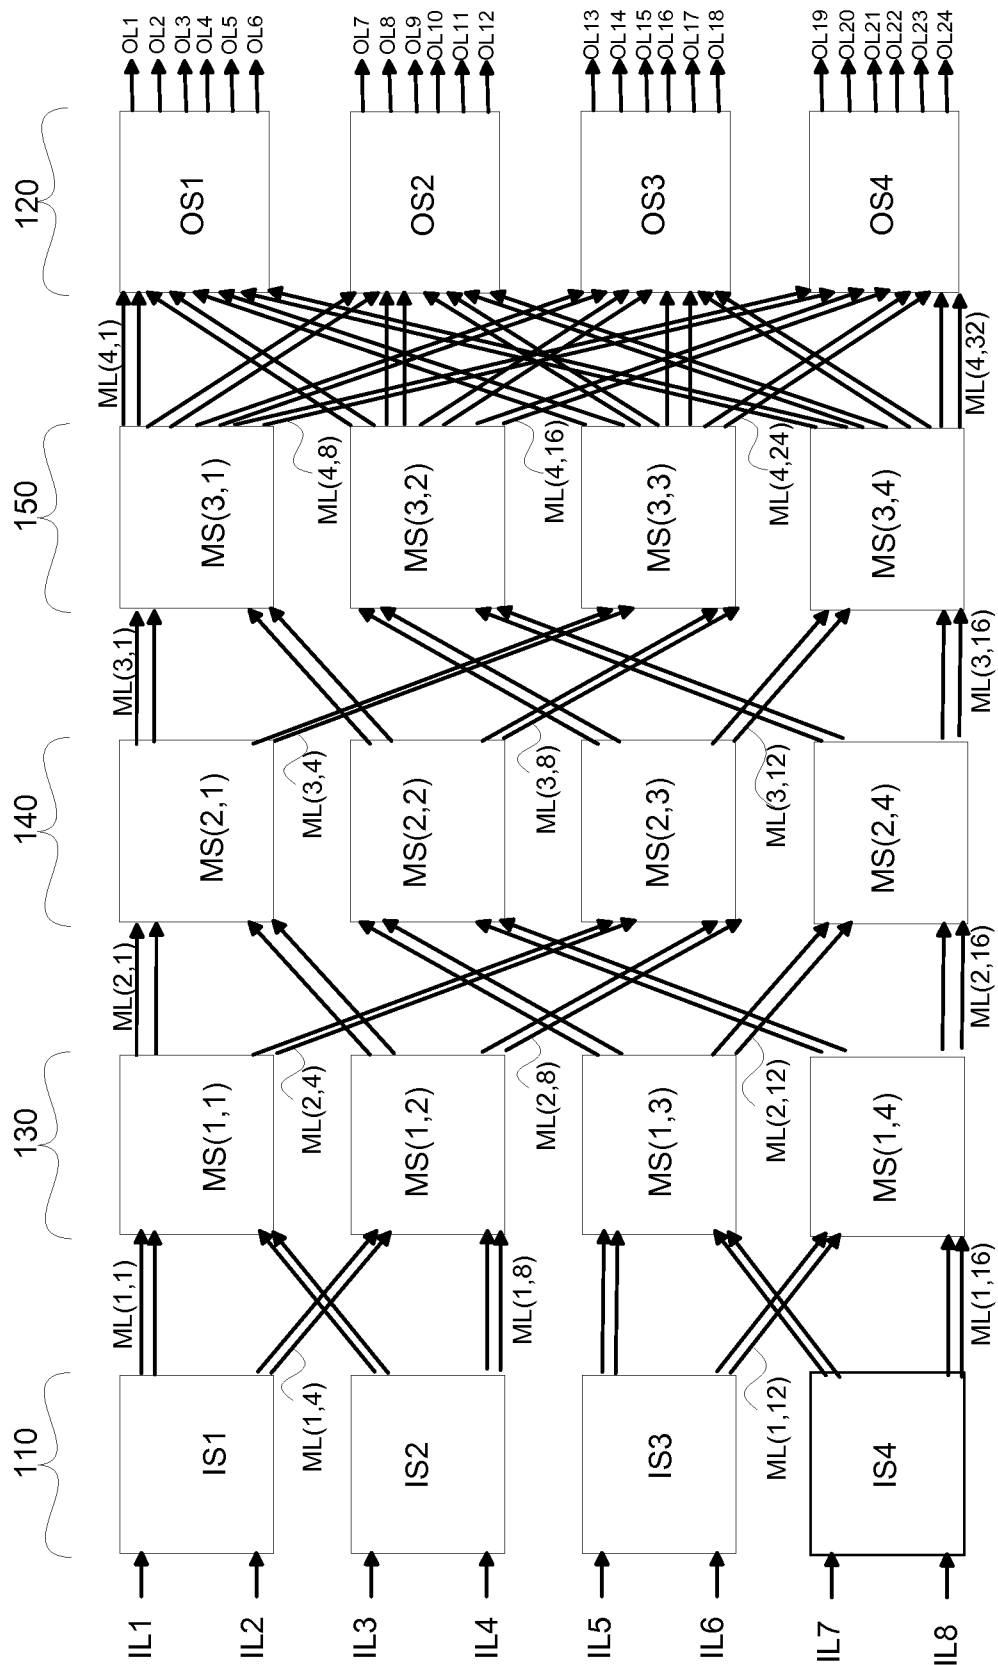 110
130
140
150
120
IL1
IL2
IL3
IL4
IL5
IL6
IL7
IL8
IS1
IS2
IS3
IS4
ML(1,1)
ML(1,4)
ML(1,8)
ML(1,12)
ML(1,16)
MS(1,1)
MS(1,2)
MS(1,3)
MS(1,4)
ML(2,1)
ML(2,4)
ML(2,8)
ML(2,12)
ML(2,16)
MS(2,1)
MS(2,2)
MS(2,3)
MS(2,4)
ML(3,1)
ML(3,4)
ML(3,8)
ML(3,12)
ML(3,16)
MS(3,1)
MS(3,2)
MS(3,3)
MS(3,4)
ML(4,1)
ML(4,8)
ML(4,16)
ML(4,24)
ML(4,32)
OS1
OS2
OS3
OS4
OL1
OL2
OL3
OL4
OL5
OL6
OL7
OL8
OL9
OL10
OL11
OL12
OL13
OL14
OL15
OL16
OL17
OL18
OL19
OL20
OL21
OL22
OL23
OL24